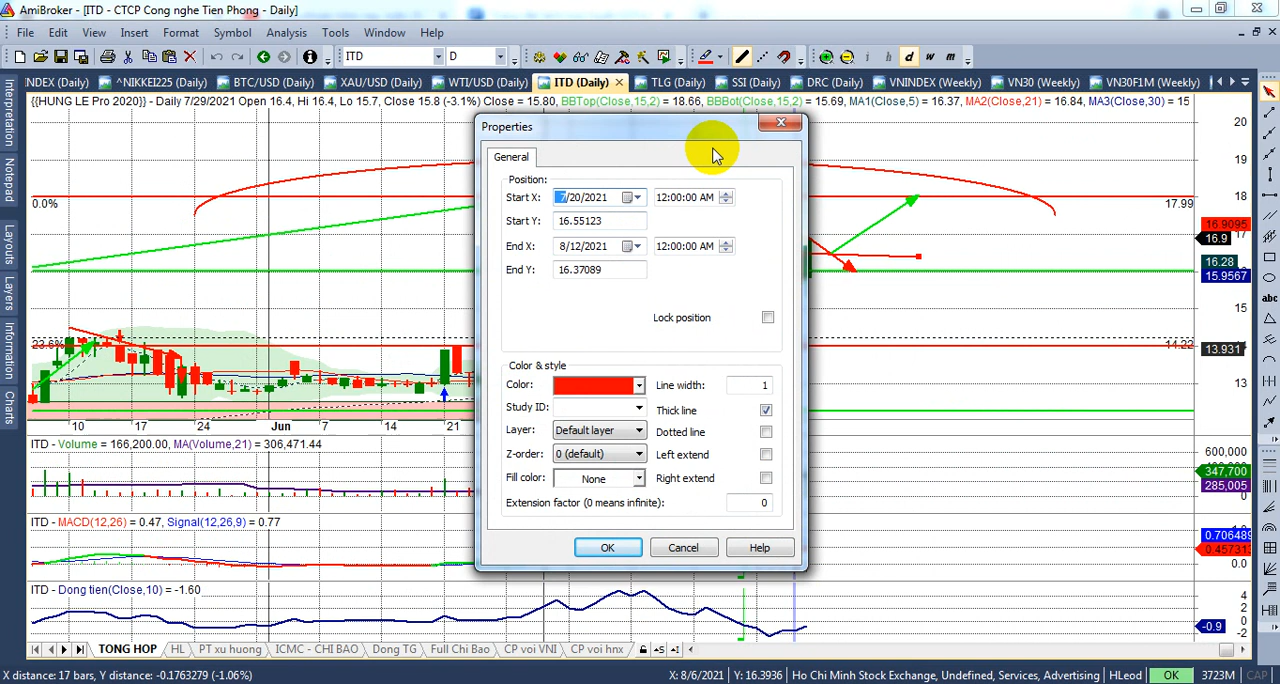 AmiBroker - [ITD - CTCP Cong nghe Tien Phong - Daily]
File Edit View Insert Format Symbol Analysis Tools Window Help
ITD D
i h d w m
INDEX (Daily) ^NIKKEI225 (Daily) BTC/USD (Daily) XAU/USD (Daily) WTI/USD (Daily) ITD (Daily) TLG (Daily) SSI (Daily) DRC (Daily) VNINDEX (Weekly) VN30 (Weekly) VN30F1M (Weekly)
{{HUNG LE Pro 2020}} - Daily 7/29/2021 Open 16.4, Hi 16.4, Lo 15.7, Close 15.8 (-3.1%) Close = 15.80, BBTop(Close,15,2) = 18.66, BBBot(Close,15,2) = 15.69, MA1(Close,5) = 16.37, MA2(Close,21) = 16.84, MA3(Close,30) = 15
Interpretation
Notepad
Layouts
Layers
Information
Charts
Properties
General
Position:
Start X: 7/20/2021 12:00:00 AM
Start Y: 16.55123
End X: 8/12/2021 12:00:00 AM
End Y: 16.37089
Lock position
Color & style
Color: Line width: 1
Study ID: Thick line
Layer: Default layer Dotted line
Z-order: 0 (default) Left extend
Fill color: None Right extend
Extension factor (0 means infinite): 0
OK Cancel Help
0.0%
23.6%
20
19
18
17.99
16.9095
17
16.9
16.28
15.9567
15
14.22
13.931
13
abc
10 17 24 Jun 7 14 21
ITD - Volume = 166,200.00, MA(Volume,21) = 306,471.44
600,000
347,700
285,005
0
ITD - MACD(12,26) = 0.47, Signal(12,26,9) = 0.77
0.706489
0.457313
0.0
ITD - Dong tien(Close,10) = -1.60
4
2
-0.9
-2
TONG HOP HL PT xu huong ICMC - CHI BAO Dong TG Full Chi Bao CP voi VNI CP voi hnx
X distance: 17 bars, Y distance: -0.1763279 (-1.06%) X: 8/6/2021 Y: 16.3936 Ho Chi Minh Stock Exchange, Undefined, Services, Advertising HLeod OK 3723M CAP